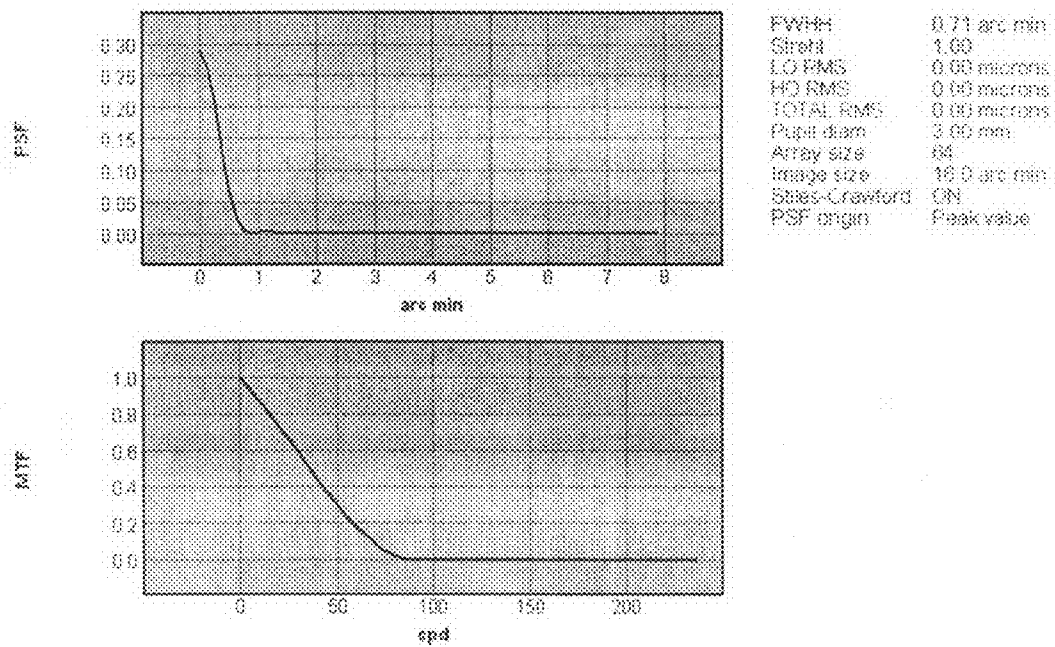 PSF
0.30
0.25
0.20
0.15
0.10
0.05
0.00
0 1 2 3 4 5 6 7 8
arc min
FWHH 0.71 arc min
Strehl 1.00
LO RMS 0.00 microns
HO RMS 0.00 microns
TOTAL RMS 0.00 microns
Pupil diam 3.00 mm
Array size 64
Image size 16.0 arc min
Stiles-Crawford ON
PSF origin Peak value
MTF
1.0
0.8
0.6
0.4
0.2
0.0
0 50 100 150 200
cpd